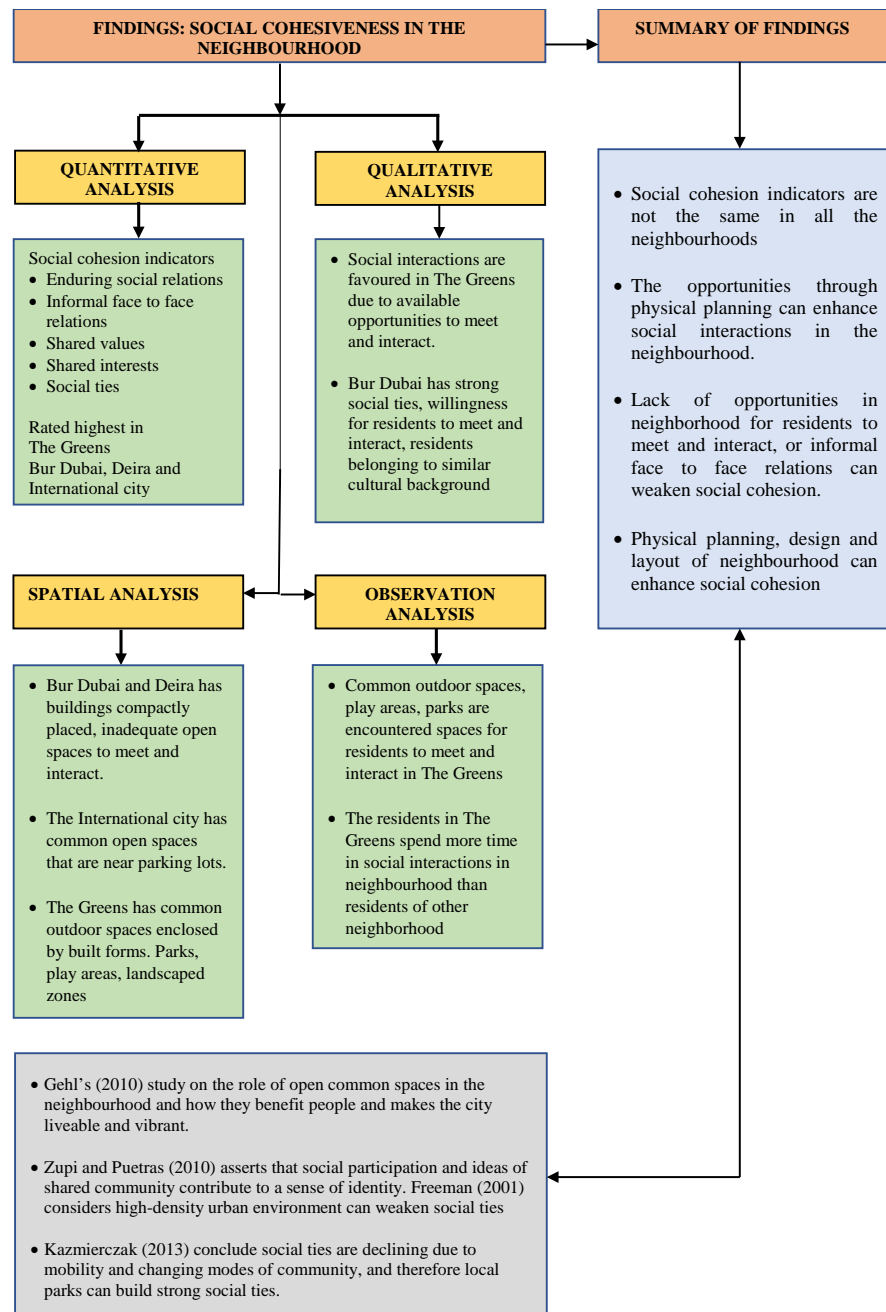 FINDINGS: SOCIAL COHESIVENESS IN THE
NEIGHBOURHOOD
SUMMARY OF FINDINGS
QUANTITATIVE
ANALYSIS
QUALITATIVE
ANALYSIS
Social cohesion indicators
• Enduring social relations
• Informal face to face
relations
• Shared values
• Shared interests
• Social ties
Rated highest in
The Greens
Bur Dubai, Deira and
International city
• Social interactions are
favoured in The Greens
due to available
opportunities to meet
and interact.
• Bur Dubai has strong
social ties, willingness
for residents to meet and
interact, residents
belonging to similar
cultural background
• Social cohesion indicators are
not the same in all the
neighbourhoods
• The opportunities through
physical planning can enhance
social interactions in the
neighbourhood.
• Lack of opportunities in
neighborhood for residents to
meet and interact, or informal
face to face relations can
weaken social cohesion.
• Physical planning, design and
layout of neighbourhood can
enhance social cohesion
SPATIAL ANALYSIS
OBSERVATION
ANALYSIS
• Bur Dubai and Deira has
buildings compactly
placed, inadequate open
spaces to meet and
interact.
• The International city has
common open spaces
that are near parking lots.
• The Greens has common
outdoor spaces enclosed
by built forms. Parks,
play areas, landscaped
zones
• Common outdoor spaces,
play areas, parks are
encountered spaces for
residents to meet and
interact in The Greens
• The residents in The
Greens spend more time
in social interactions in
neighbourhood than
residents of other
neighborhood
• Gehl’s (2010) study on the role of open common spaces in the
neighbourhood and how they benefit people and makes the city
liveable and vibrant.
• Zupi and Puetras (2010) asserts that social participation and ideas of
shared community contribute to a sense of identity. Freeman (2001)
considers high-density urban environment can weaken social ties
• Kazmierczak (2013) conclude social ties are declining due to
mobility and changing modes of community, and therefore local
parks can build strong social ties.